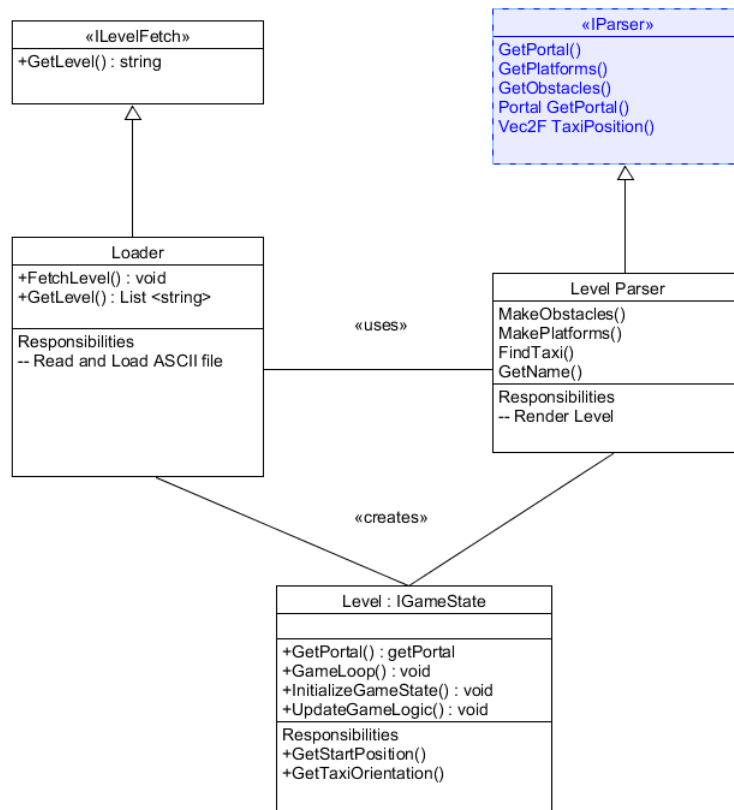 «ILevelFetch»
+GetLevel() : string
«IParser»
GetPortal()
GetPlatforms()
GetObstacles()
Portal GetPortal()
Vec2F TaxiPosition()
Loader
+FetchLevel() : void
+GetLevel() : List <string>
Responsibilities
-- Read and Load ASCII file
«uses»
Level Parser
MakeObstacles()
MakePlatforms()
FindTaxi()
GetName()
Responsibilities
-- Render Level
«creates»
Level : IGameState
+GetPortal() : getPortal
+GameLoop() : void
+InitializeGameState() : void
+UpdateGameLogic() : void
Responsibilities
+GetStartPosition()
+GetTaxiOrientation()